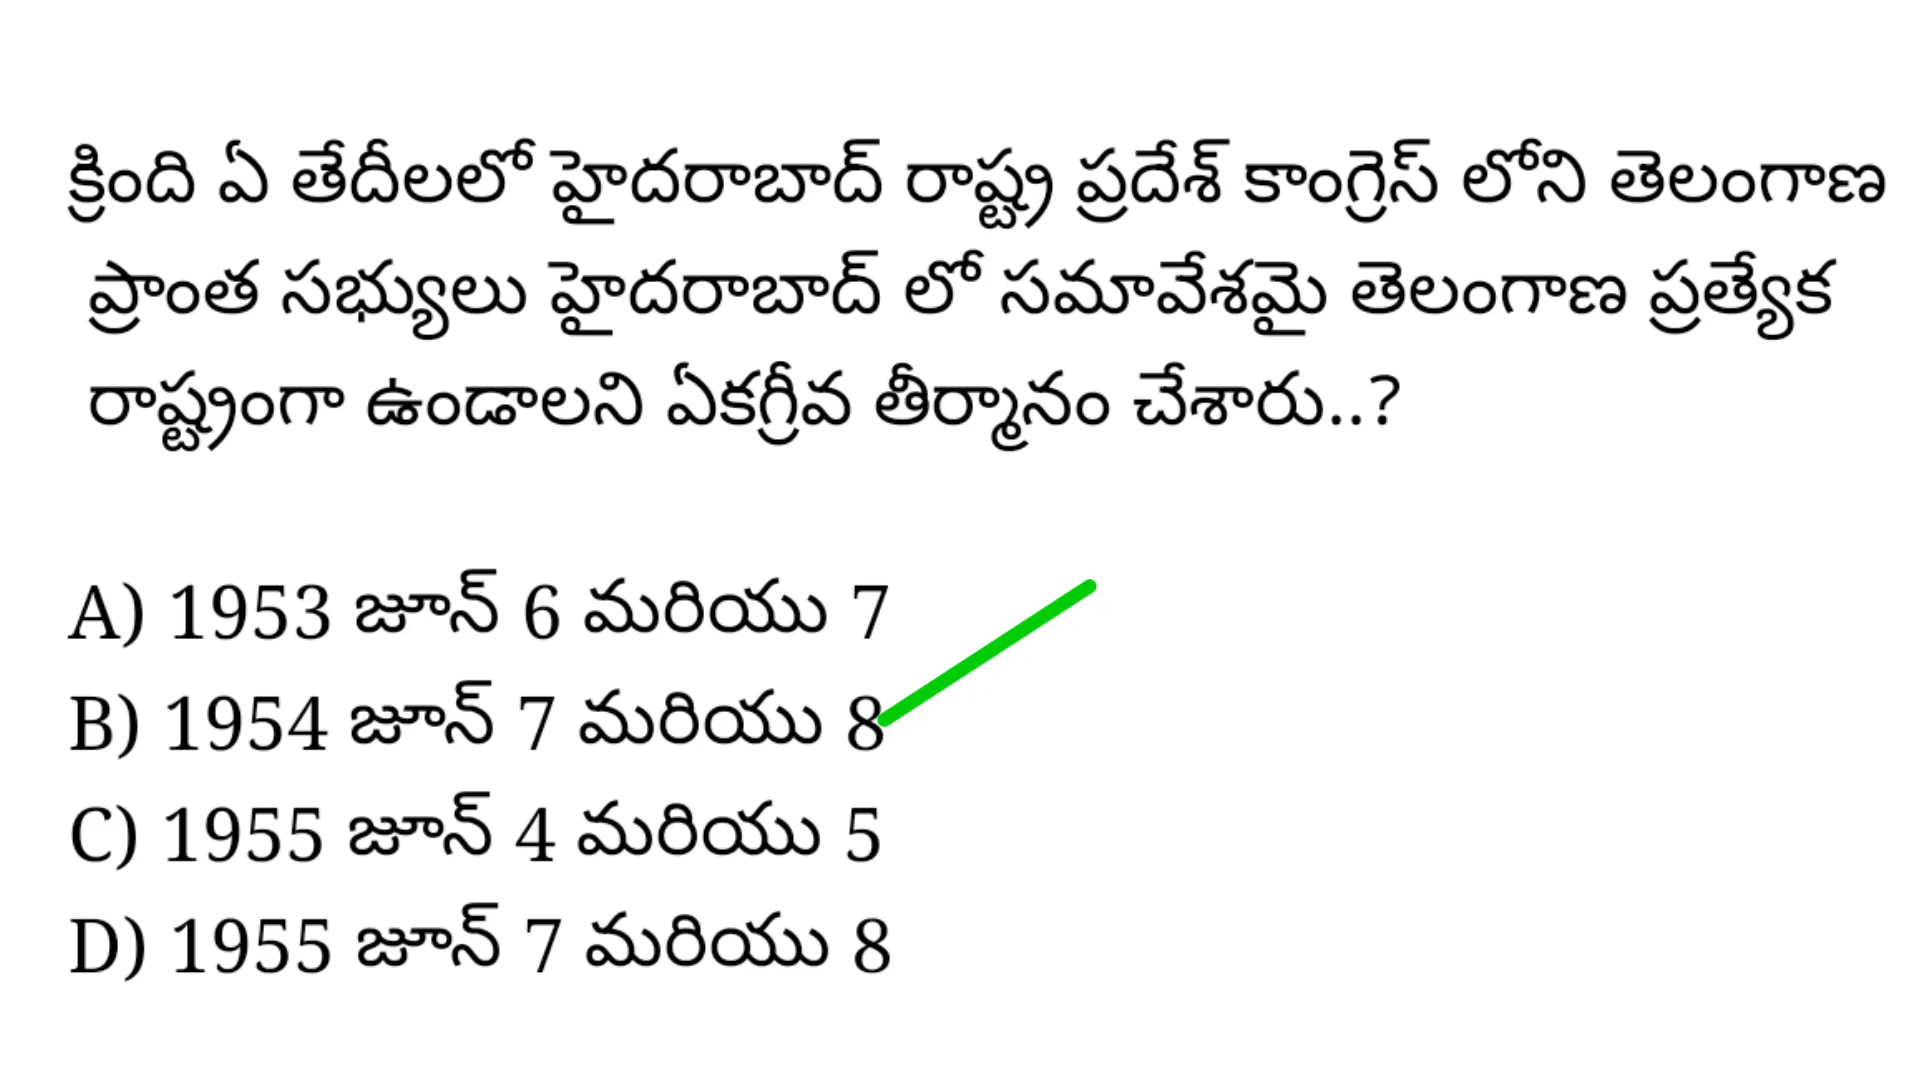 క్రింది ఏ తేదీలలో హైదరాబాద్ రాష్ట్ర ప్రదేశ్ కాంగ్రెస్ లోని తెలంగాణ
ప్రాంత సభ్యులు హైదరాబాద్ లో సమావేశమై తెలంగాణ ప్రత్యేక
రాష్ట్రంగా ఉండాలని ఏకగ్రీవ తీర్మానం చేశారు..?
A) 1953 జూన్ 6 మరియు 7
B) 1954 జూన్ 7 మరియు 8
C) 1955 జూన్ 4 మరియు 5
D) 1955 జూన్ 7 మరియు 8